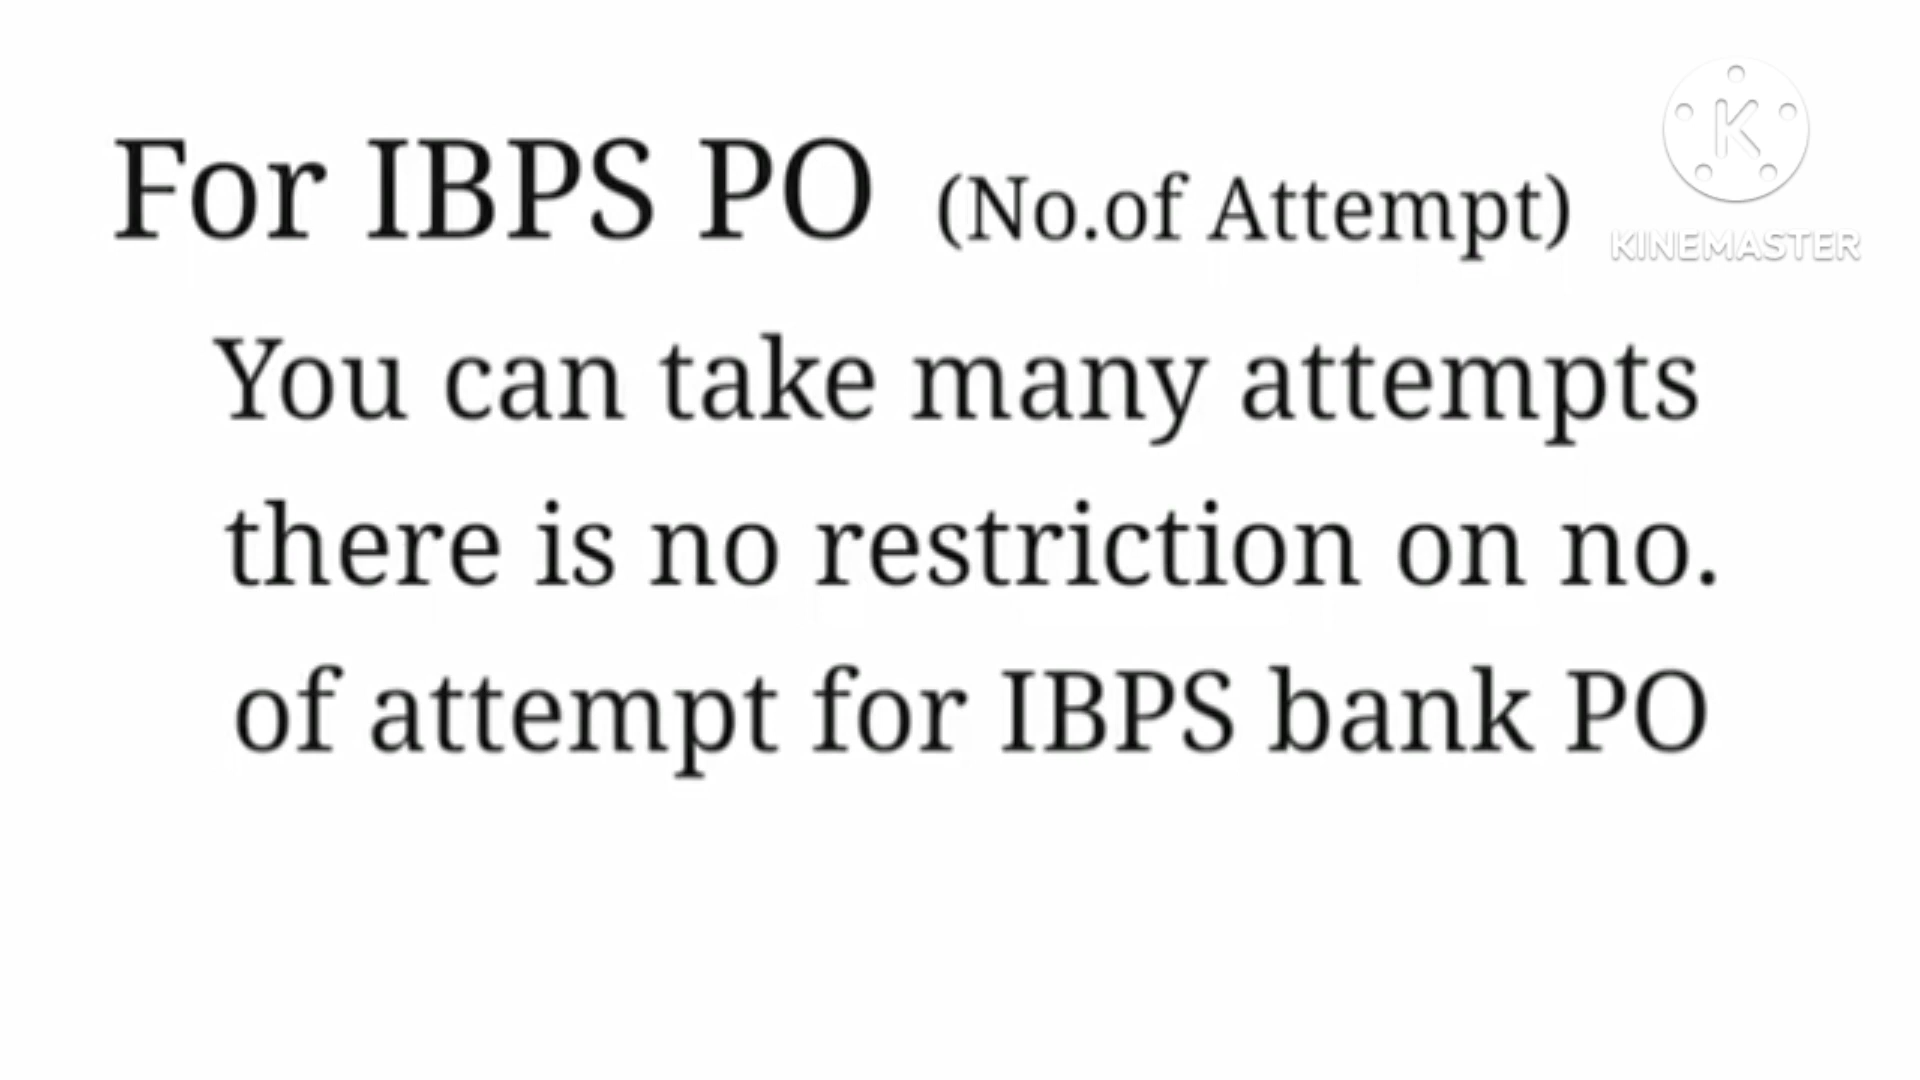 For IBPS PO (No.of Attempt)
KINEMASTER
You can take many attempts
there is no restriction on no.
of attempt for IBPS bank PO